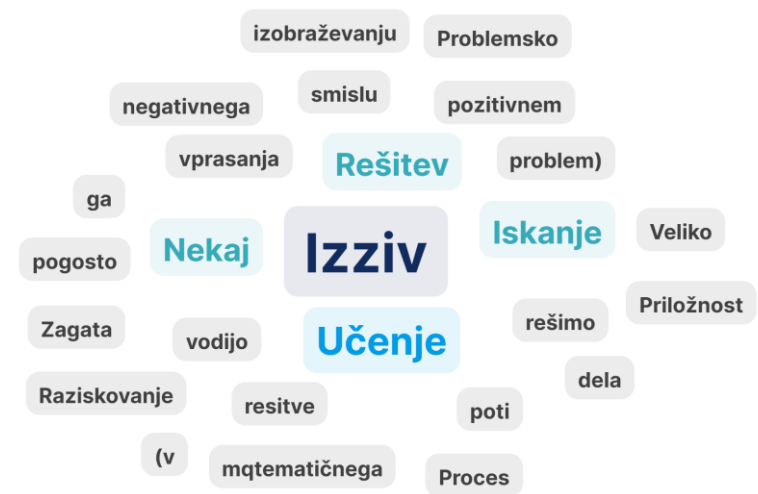 izobraževanju
Problemsko
smislu
negativnega
pozitivnem
vprasanja
Rešitev
problem)
ga
Nekaj
Izziv
Iskanje
Veliko
pogosto
Priložnost
Zagata
vodijo
Učenje
rešimo
dela
Raziskovanje
resitve
poti
(v
mqtematičnega
Proces